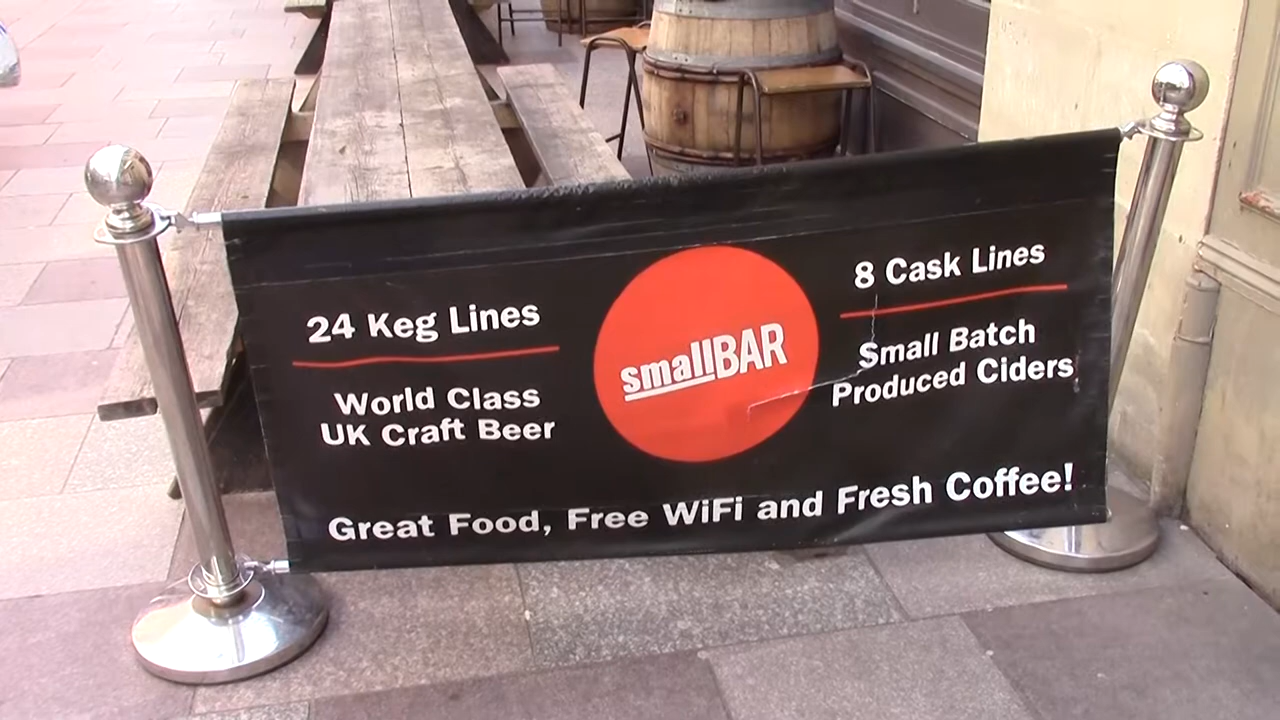 24 Keg Lines
World Class
UK Craft Beer
smallBAR
8 Cask Lines
Small Batch
Produced Ciders
Great Food, Free WiFi and Fresh Coffee!